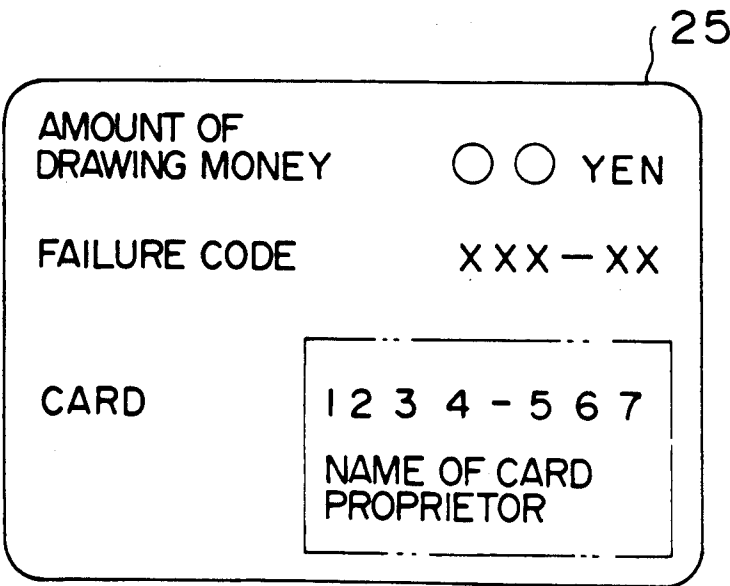 25
AMOUNT OF
DRAWING MONEY ○ ○ YEN
FAILURE CODE XXX-XX
CARD 1234-567
NAME OF CARD
PROPRIETOR